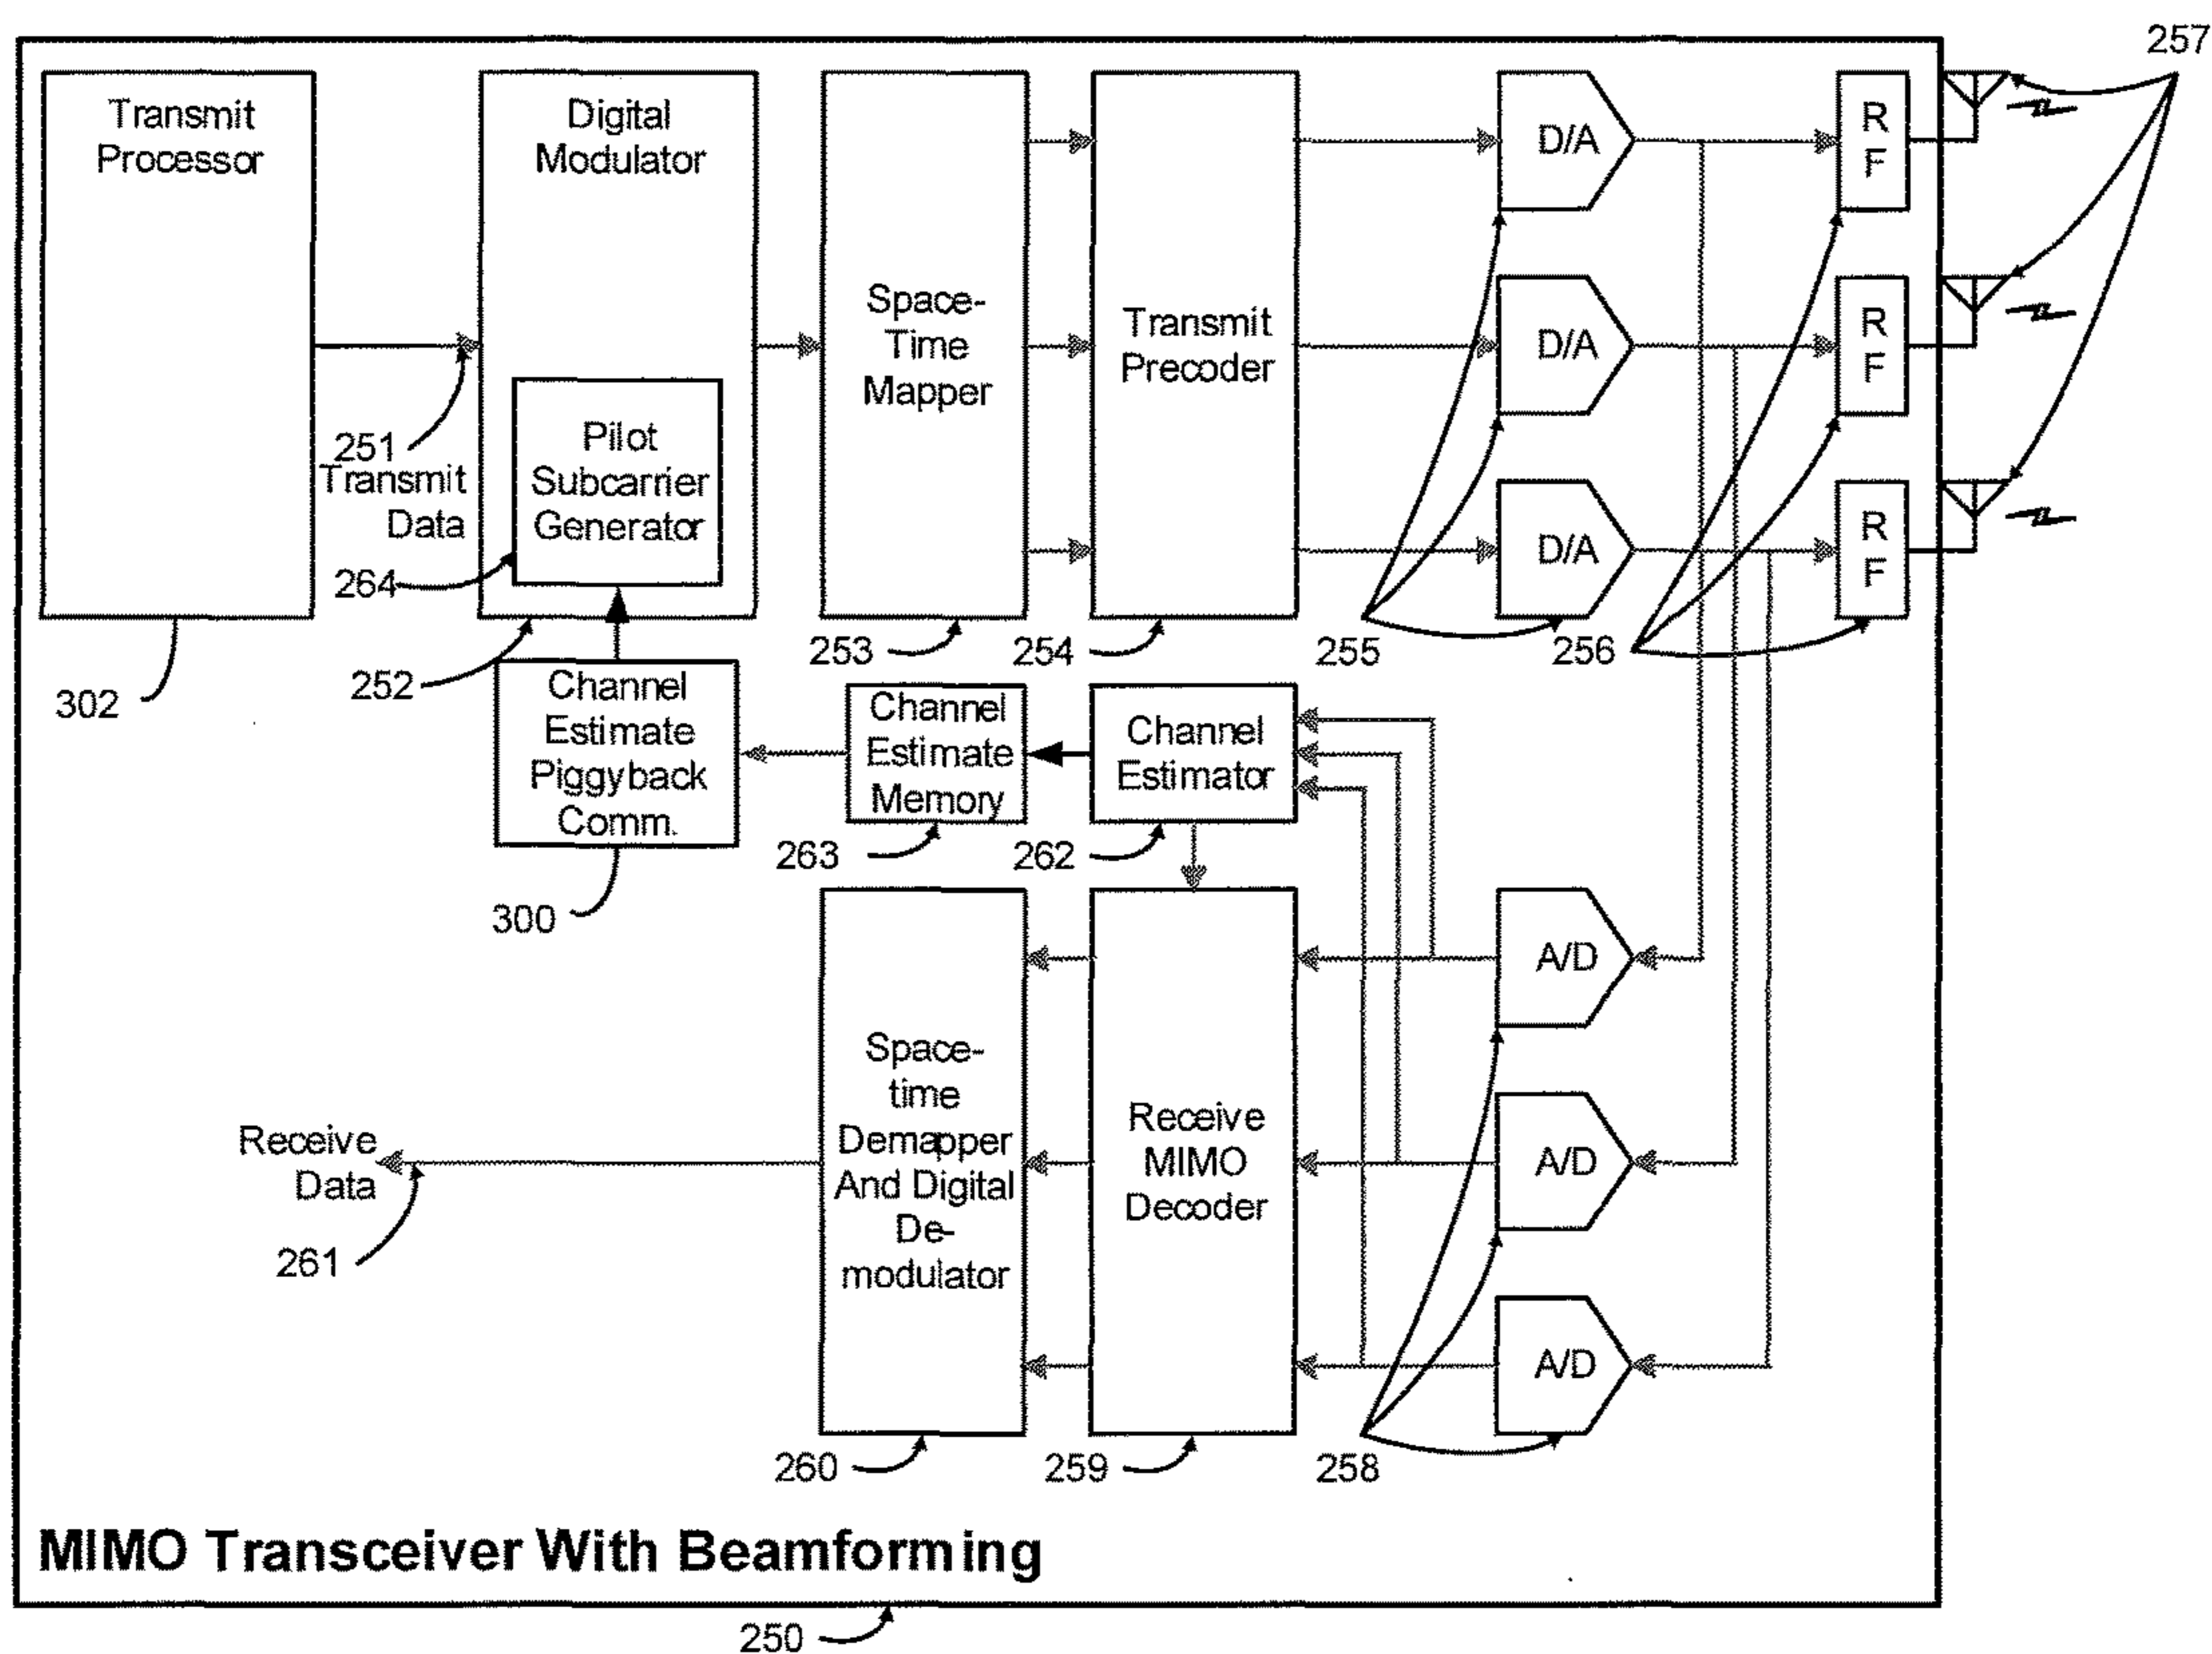 257
Transmit
Processor
Digital
Modulator
D/A
R
F
Space-
Time
Mapper
Transmit
Precoder
D/A
R
F
251
Transmit
Data
Pilot
Subcarrier
Generator
D/A
R
F
264
302
252
253
254
255
256
Channel
Estimate
Piggyback
Comm.
Channel
Estimate
Memory
Channel
Estimator
263
262
300
A/D
Space-
time
Demapper
And Digital
De-
modulator
Receive
MIMO
Decoder
A/D
Receive
Data
261
A/D
260
259
258
MIMO Transceiver With Beamforming
250